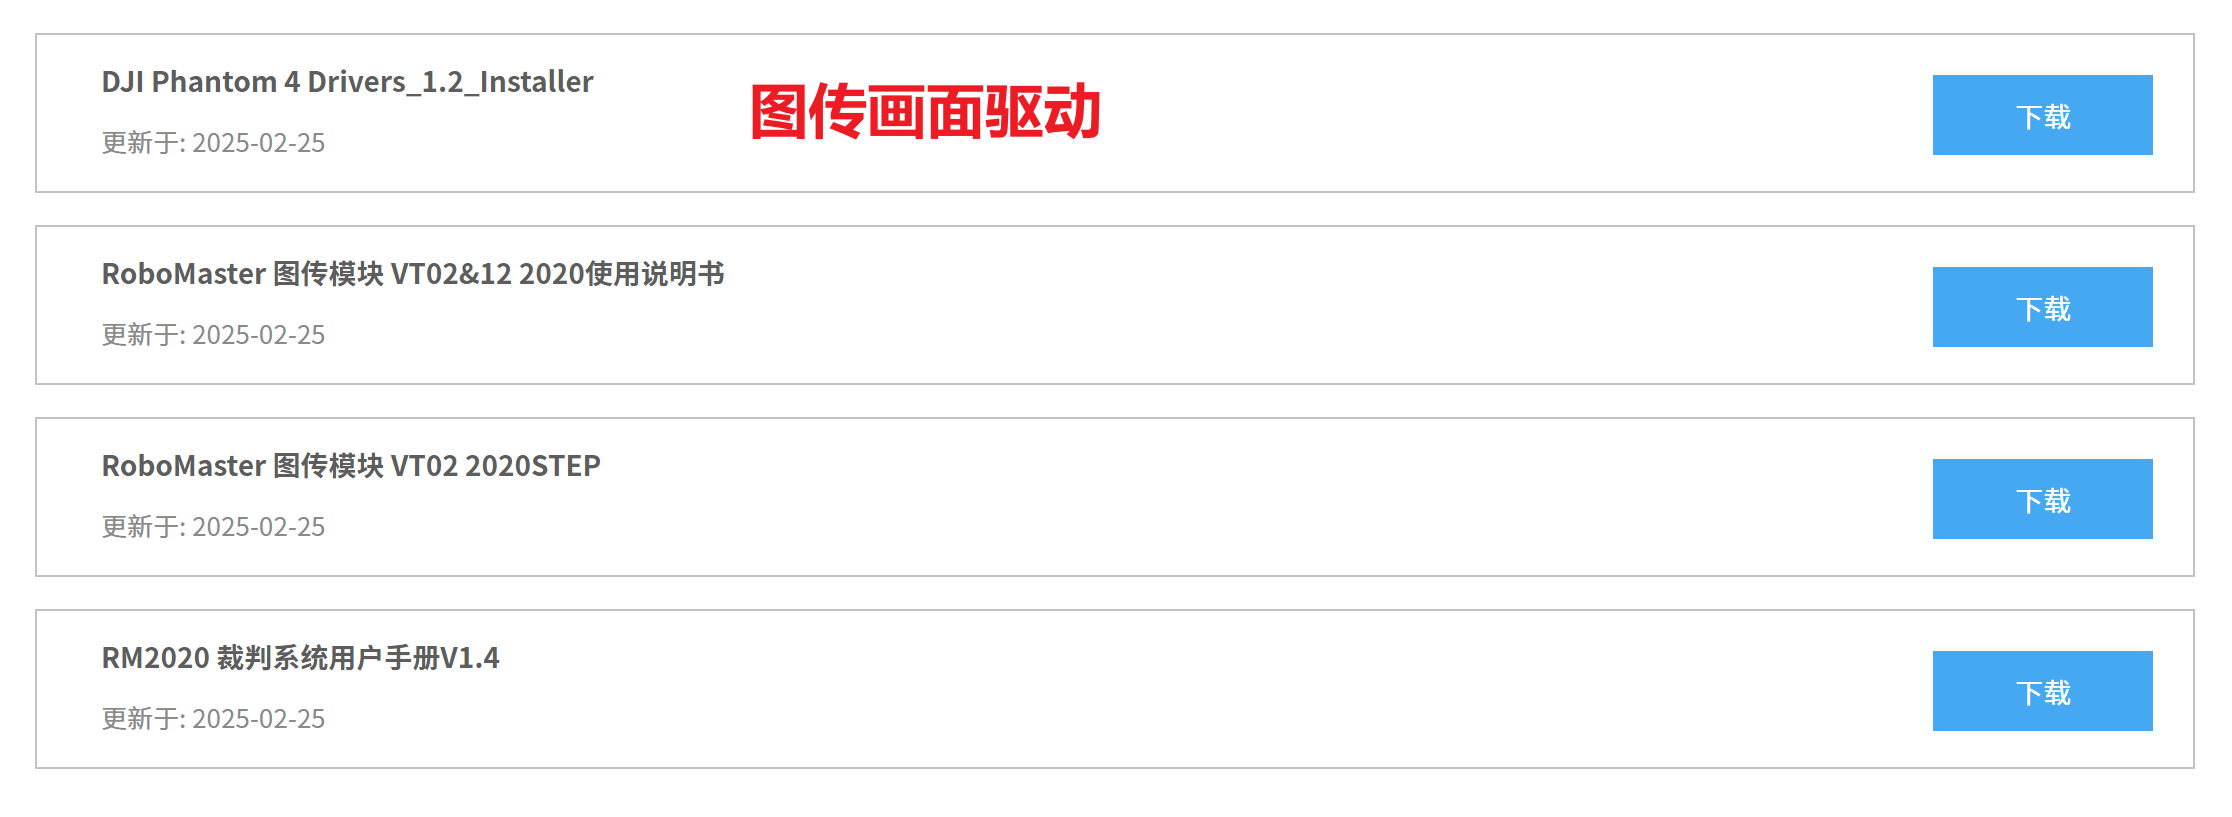 DJI Phantom 4 Drivers_1.2_Installer
图传画面驱动
更新于: 2025-02-25
下载
RoboMaster 图传模块 VT02&12 2020使用说明书
更新于: 2025-02-25
下载
RoboMaster 图传模块 VT02 2020STEP
更新于: 2025-02-25
下载
RM2020 裁判系统用户手册V1.4
更新于: 2025-02-25
下载